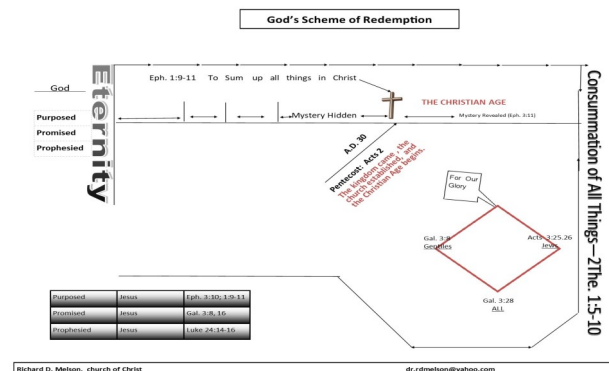 God's Scheme of Redemption
Eph. 1:9-11 To Sum up all things in Christ
God
Eternity
Purposed
Promised
Prophesied
Mystery Hidden
THE CHRISTIAN AGE
Mystery Revealed (Eph. 3:11)
A.D. 30
Pentecost: Acts 2
The kingdom came , the
church established, and
the Christian Age begins.
Consummation of All Things—2The. 1:5-10
For Our
Glory
Gal. 3:8
Gentiles
Acts 3:25.26
Jews
Gal. 3:28
ALL
Purposed Jesus Eph. 3:10; 1:9-11
Promised Jesus Gal. 3:8, 16
Prophesied Jesus Luke 24:14-16
Richard D. Melson, church of Christ dr.rdmelson@yahoo.com